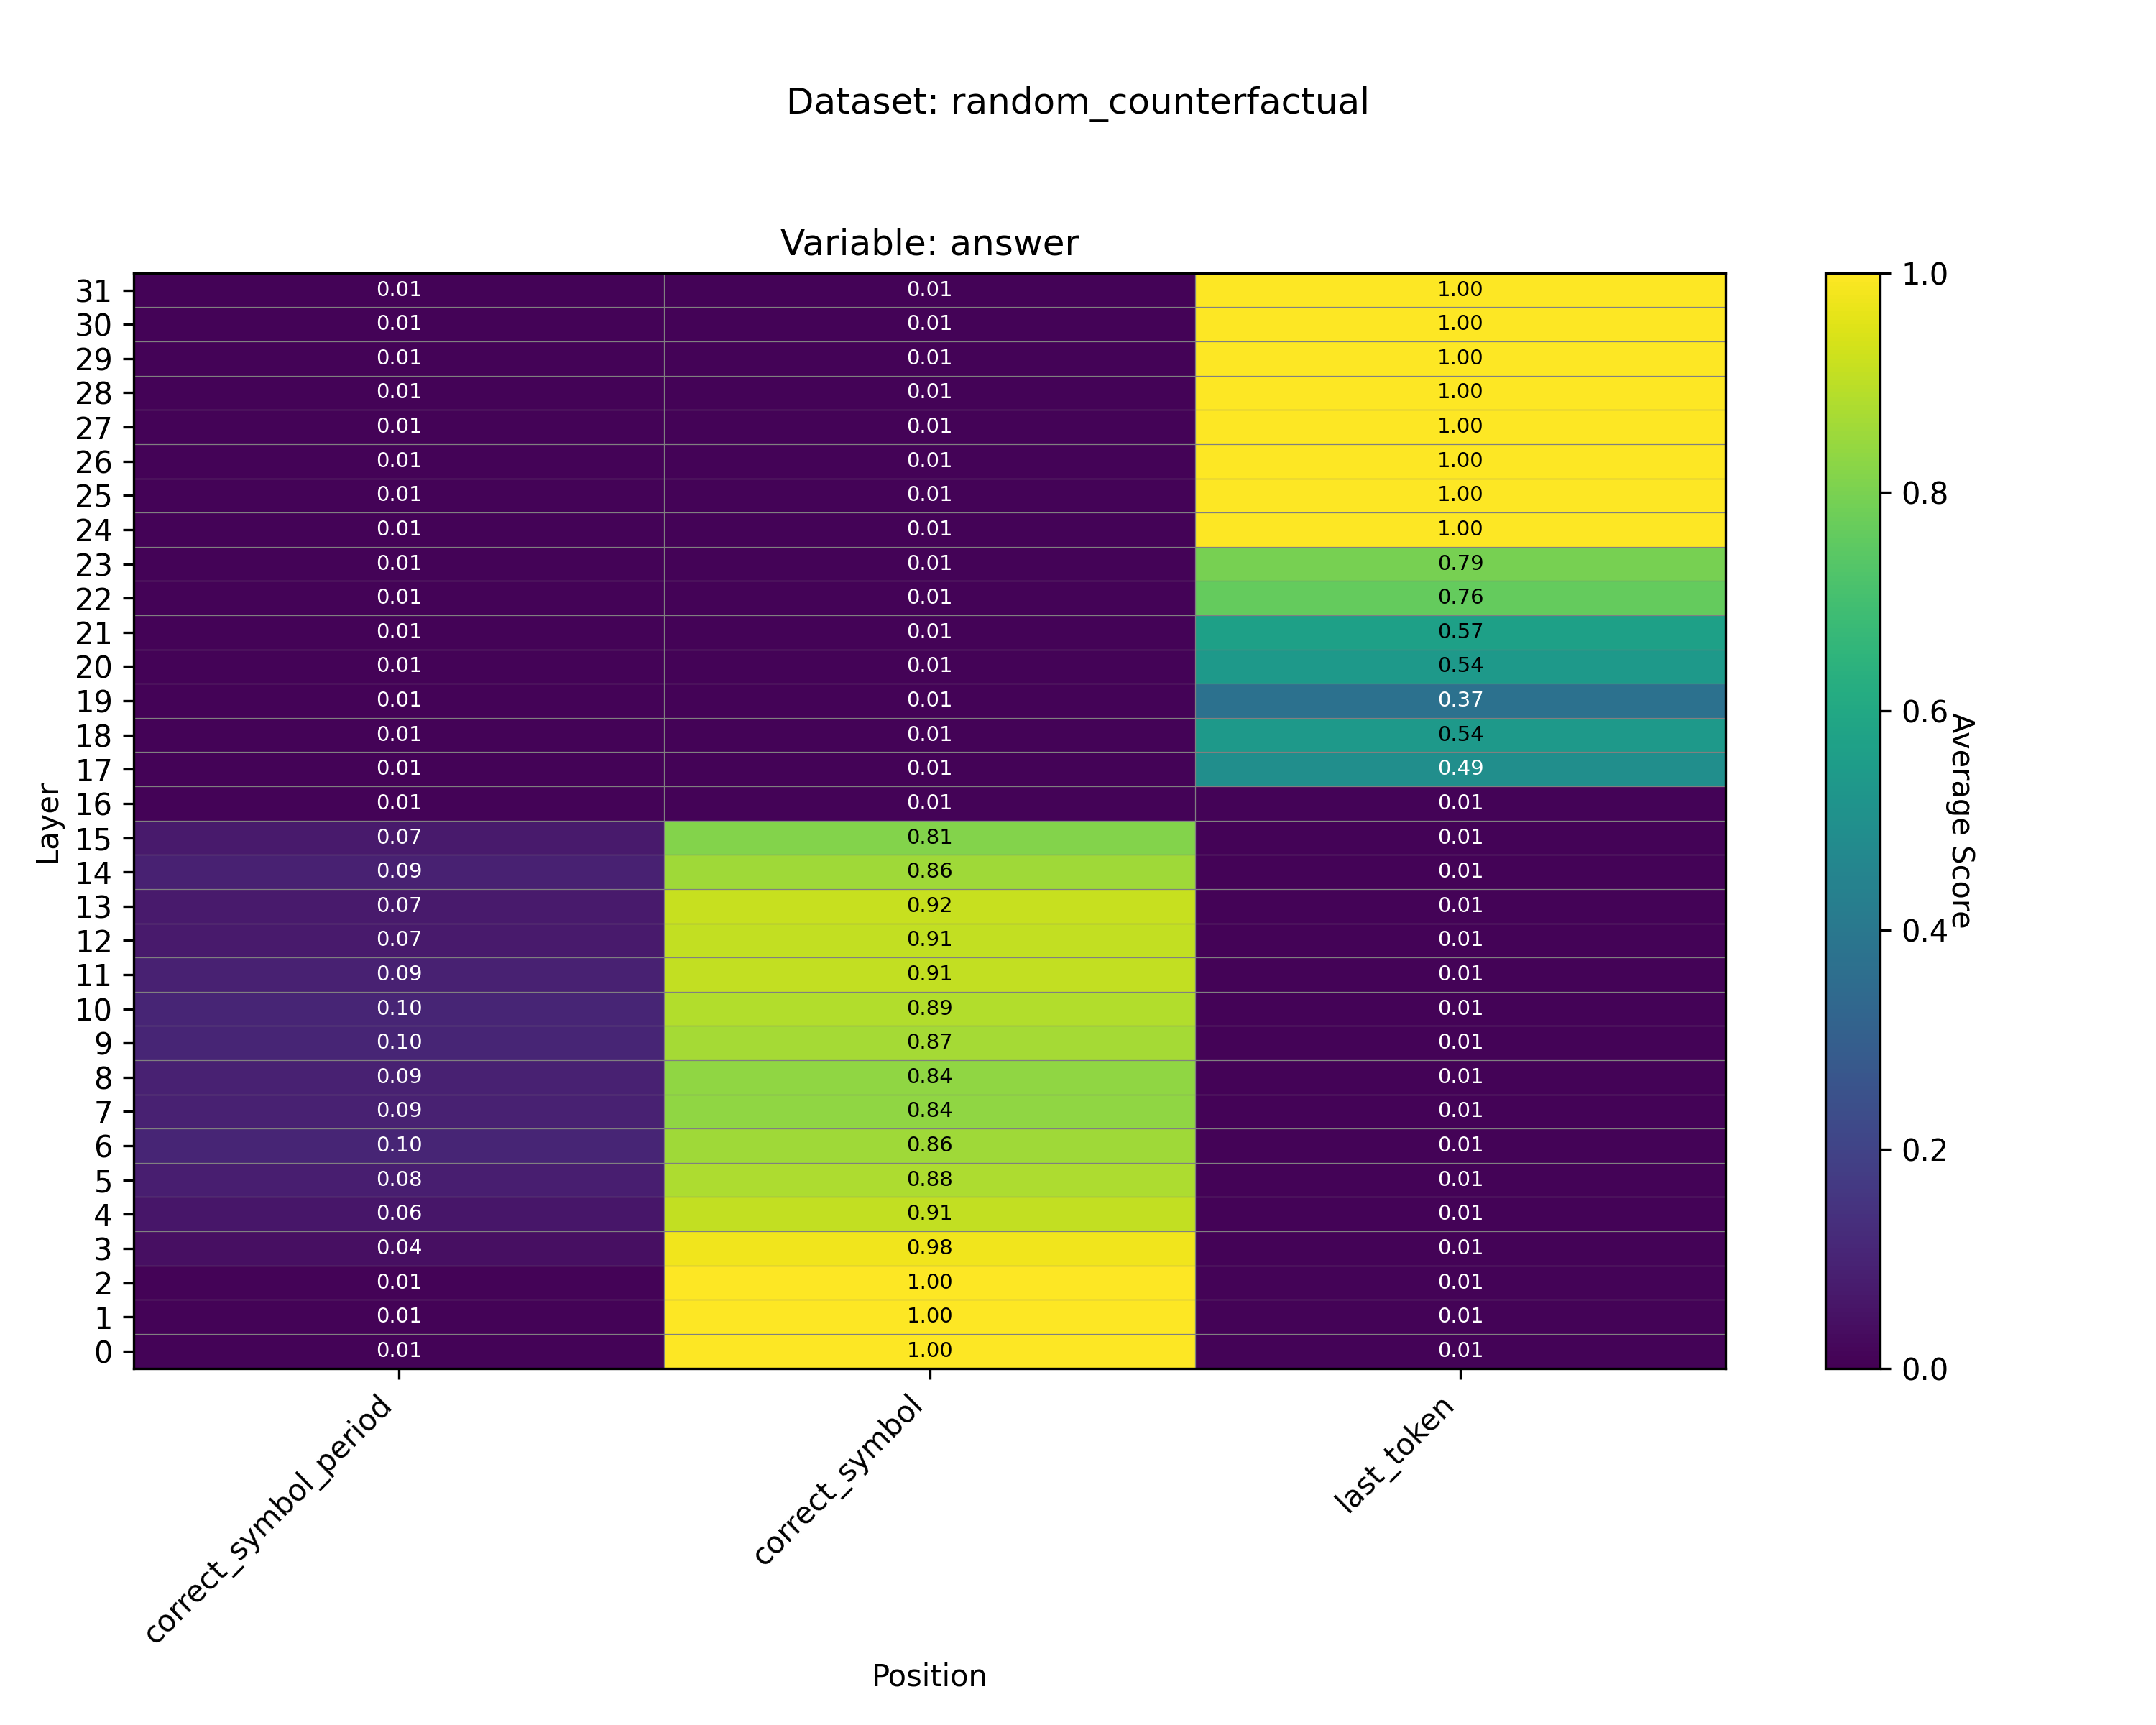 Dataset: random_counterfactual
Variable: answer
31 0.01 0.01 1.00
30 0.01 0.01 1.00
29 0.01 0.01 1.00
28 0.01 0.01 1.00
27 0.01 0.01 1.00
26 0.01 0.01 1.00
25 0.01 0.01 1.00
24 0.01 0.01 1.00
23 0.01 0.01 0.79
22 0.01 0.01 0.76
21 0.01 0.01 0.57
20 0.01 0.01 0.54
19 0.01 0.01 0.37
18 0.01 0.01 0.54
17 0.01 0.01 0.49
16 0.01 0.01 0.01
15 0.07 0.81 0.01
14 0.09 0.86 0.01
13 0.07 0.92 0.01
12 0.07 0.91 0.01
11 0.09 0.91 0.01
10 0.10 0.89 0.01
9 0.10 0.87 0.01
8 0.09 0.84 0.01
7 0.09 0.84 0.01
6 0.10 0.86 0.01
5 0.08 0.88 0.01
4 0.06 0.91 0.01
3 0.04 0.98 0.01
2 0.01 1.00 0.01
1 0.01 1.00 0.01
0 0.01 1.00 0.01
Layer
correct_symbol_period
correct_symbol
last_token
Position
1.0
0.8
0.6
0.4
0.2
0.0
Average Score